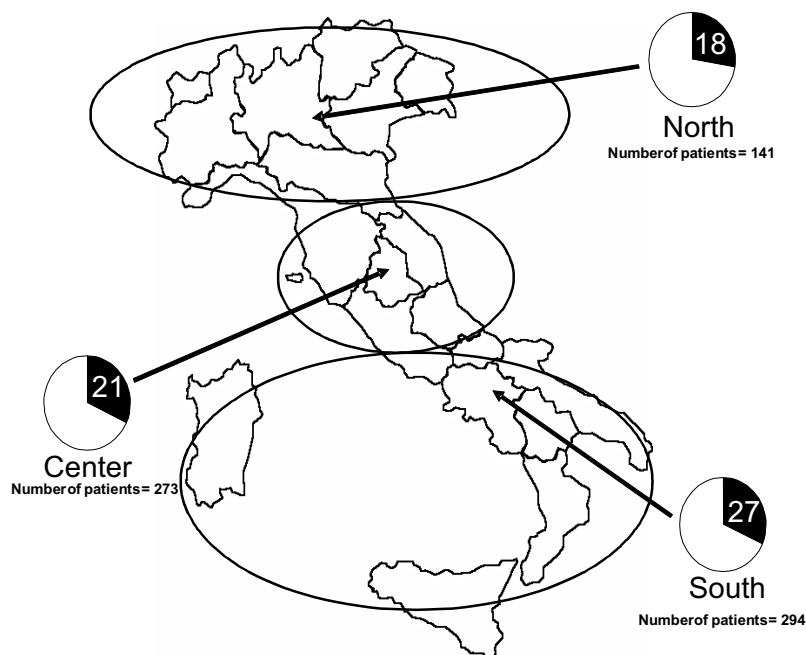 18
North
Numberof patients= 141
21
Center
Numberof patients= 273
27
South
Numberof patients= 294